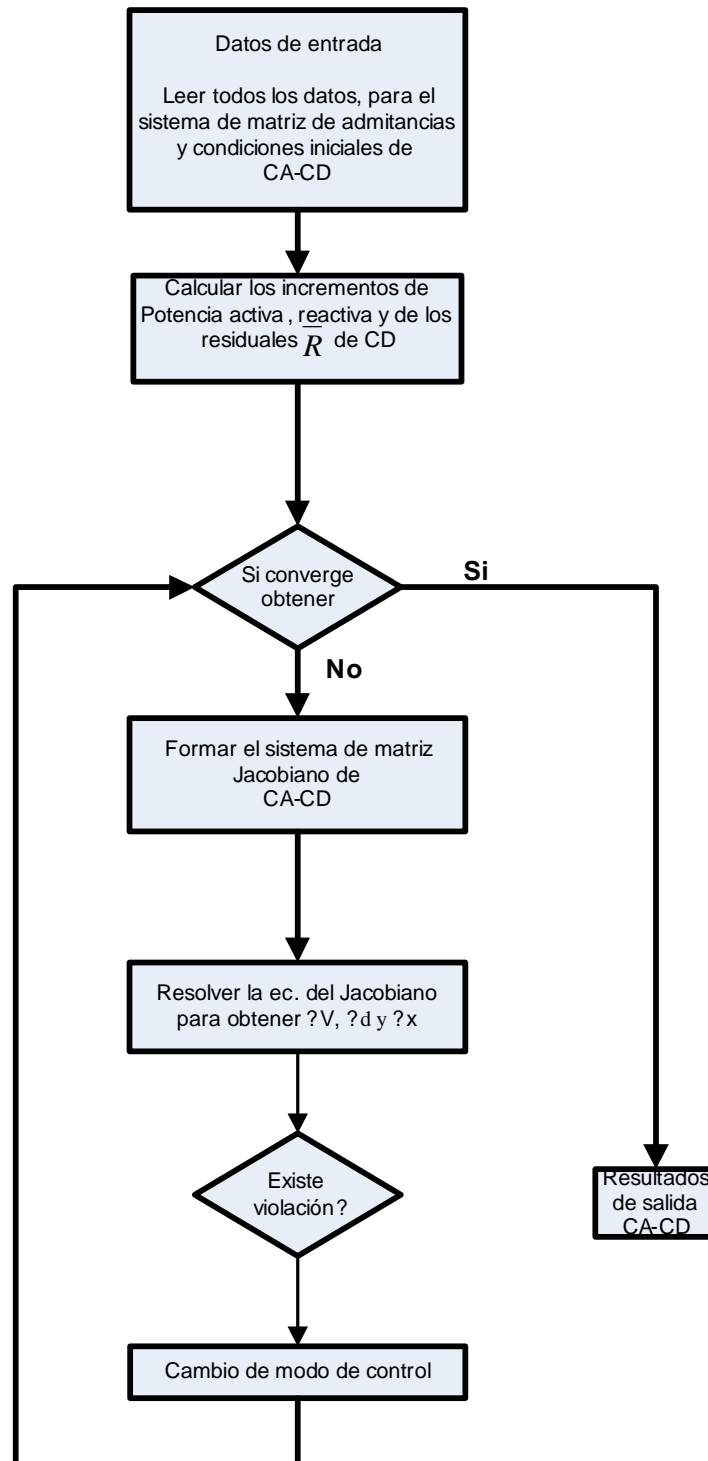 Datos de entrada
Leer todos los datos, para el
sistema de matriz de admitancias
y condiciones iniciales de
CA-CD
Calcular los incrementos de
Potencia activa , reactiva y de los
residuales R̅ de CD
Si converge
obtener
Si
No
Formar el sistema de matriz
Jacobiano de
CA-CD
Resolver la ec. del Jacobiano
para obtener ?V, ?d y ?x
Existe
violación ?
Resultados
de salida
CA-CD
Cambio de modo de control